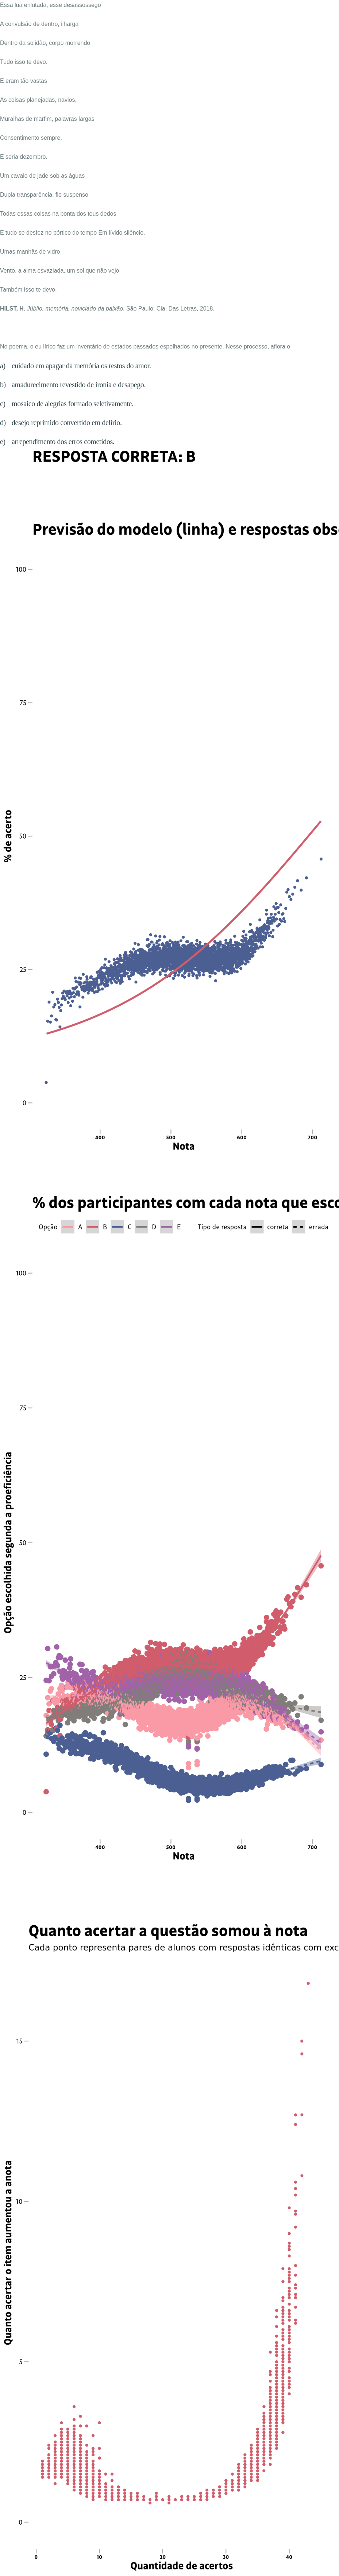 Essa lua enlutada, esse desassossego
A convulsão de dentro, ilharga
Dentro da solidão, corpo morrendo
Tudo isso te devo.
E eram tão vastas
As coisas planejadas, navios,
Muralhas de marfim, palavras largas
Consentimento sempre.
E seria dezembro.
Um cavalo de jade sob as águas
Dupla transparência, fio suspenso
Todas essas coisas na ponta dos teus dedos
E tudo se desfez no pórtico do tempo Em lívido silêncio.
Umas manhãs de vidro
Vento, a alma esvaziada, um sol que não vejo
Também isso te devo.
HILST, H. Júbilo, memória, noviciado da paixão. São Paulo: Cia. Das Letras, 2018.
No poema, o eu lírico faz um inventário de estados passados espelhados no presente. Nesse processo, aflora o
a) cuidado em apagar da memória os restos do amor.
b) amadurecimento revestido de ironia e desapego.
c) mosaico de alegrias formado seletivamente.
d) desejo reprimido convertido em delírio.
e) arrependimento dos erros cometidos.
RESPOSTA CORRETA: B
Previsão do modelo (linha) e respostas obs
% de acerto
100
75
50
25
0
400 500 600 700
Nota
% dos participantes com cada nota que esco
Opção A B C D E Tipo de resposta correta errada
Opção escolhida segunda a proeficiência
100
75
50
25
0
400 500 600 700
Nota
Quanto acertar a questão somou à nota
Cada ponto representa pares de alunos com respostas idênticas com exc
Quanto acertar o item aumentou a anota
15
10
5
0
0 10 20 30 40
Quantidade de acertos